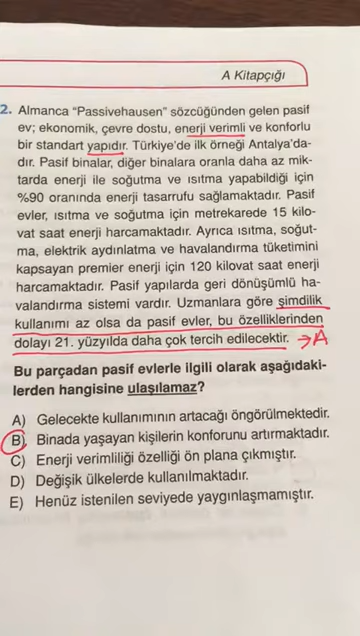 A Kitapçığı
2. Almanca "Passivehausen" sözcüğünden gelen pasif
ev; ekonomik, çevre dostu, enerji verimli ve konforlu
bir standart yapıdır. Türkiye'de ilk örneği Antalya'da-
dır. Pasif binalar, diğer binalara oranla daha az mik-
tarda enerji ile soğutma ve ısıtma yapabildiği için
%90 oranında enerji tasarrufu sağlamaktadır. Pasif
evler, ısıtma ve soğutma için metrekarede 15 kilo-
vat saat enerji harcamaktadır. Ayrıca ısıtma, soğut-
ma, elektrik aydınlatma ve havalandırma tüketimini
kapsayan premier enerji için 120 kilovat saat enerji
harcamaktadır. Pasif yapılarda geri dönüşümlü ha-
valandırma sistemi vardır. Uzmanlara göre şimdilik
kullanımı az olsa da pasif evler, bu özelliklerinden
dolayı 21. yüzyılda daha çok tercih edilecektir. → A
Bu parçadan pasif evlerle ilgili olarak aşağıdaki-
lerden hangisine ulaşılamaz?
A) Gelecekte kullanımının artacağı öngörülmektedir.
B) Binada yaşayan kişilerin konforunu artırmaktadır.
C) Enerji verimliliği özelliği ön plana çıkmıştır.
D) Değişik ülkelerde kullanılmaktadır.
E) Henüz istenilen seviyede yaygınlaşmamıştır.